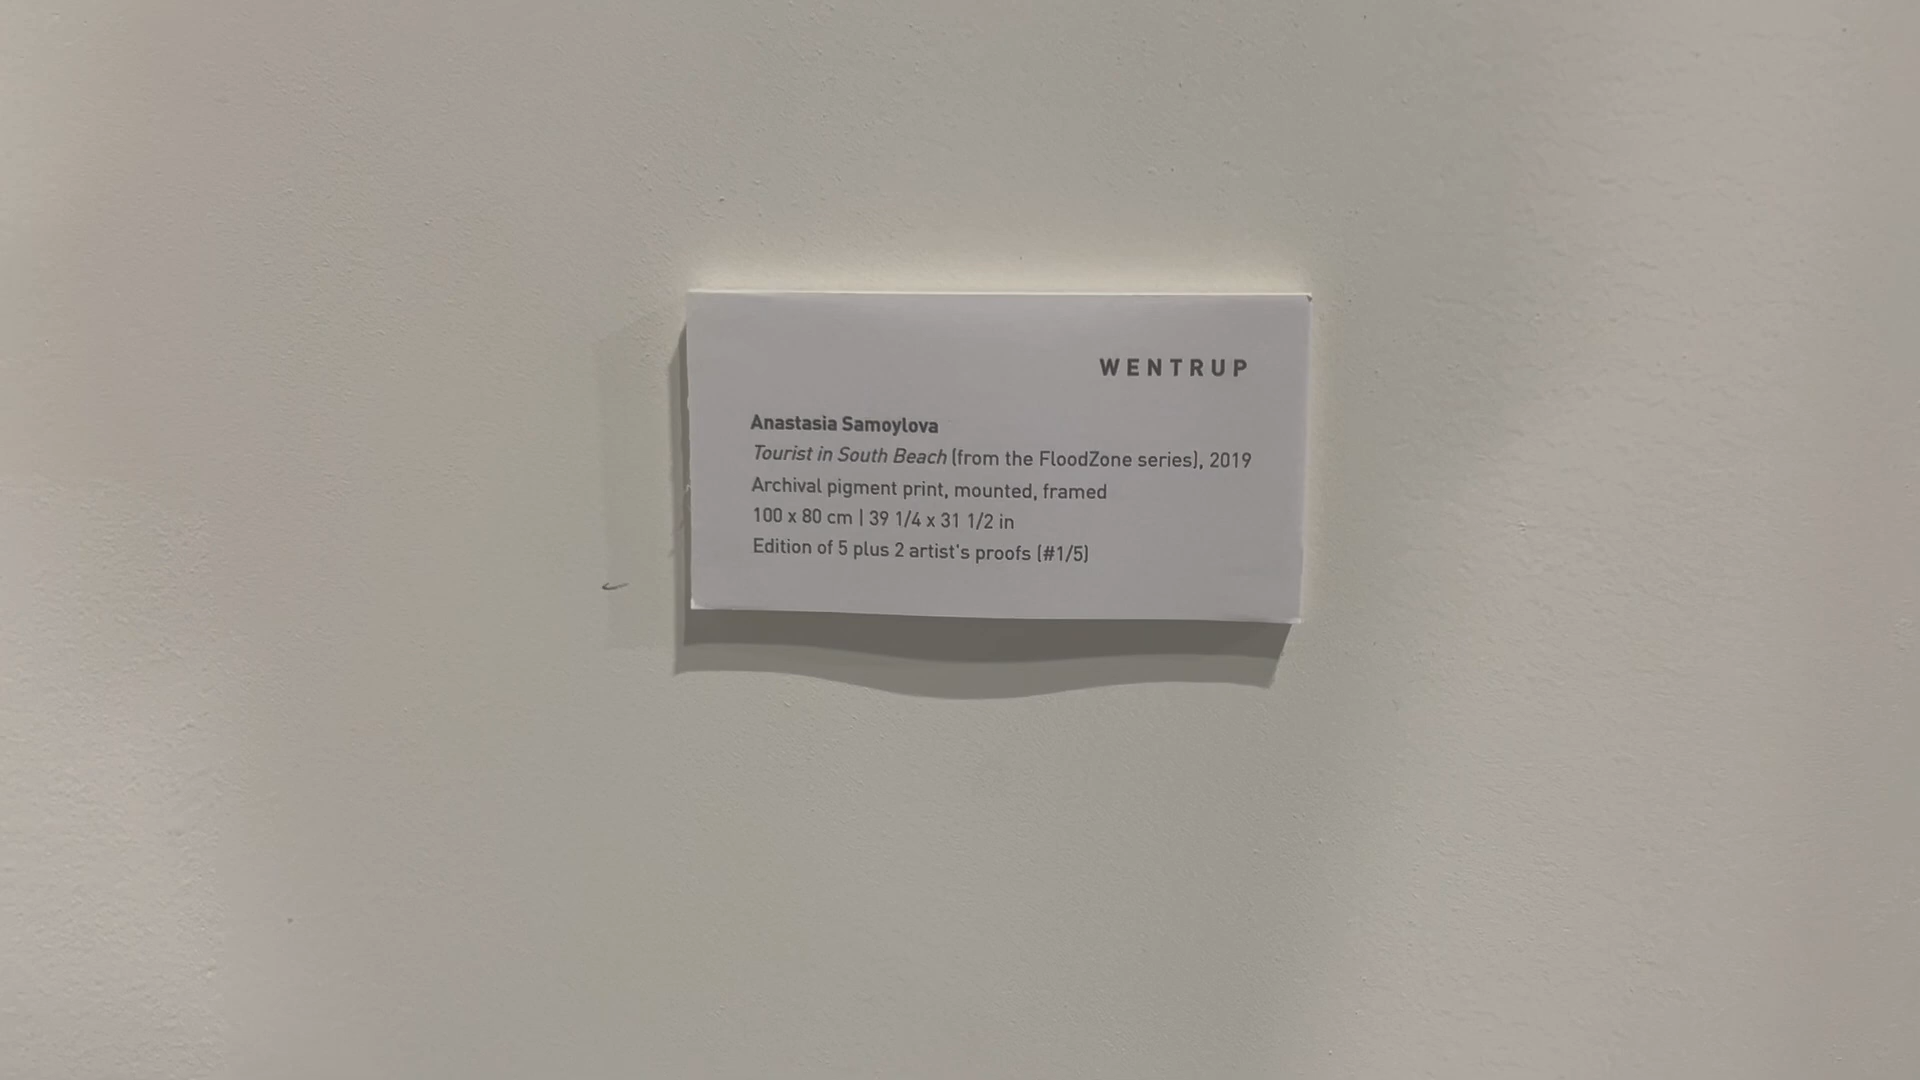 WENTRUP
Anastasia Samoylova
Tourist in South Beach (from the FloodZone series), 2019
Archival pigment print, mounted, framed
100 x 80 cm | 39 1/4 x 31 1/2 in
Edition of 5 plus 2 artist's proofs (#1/5)